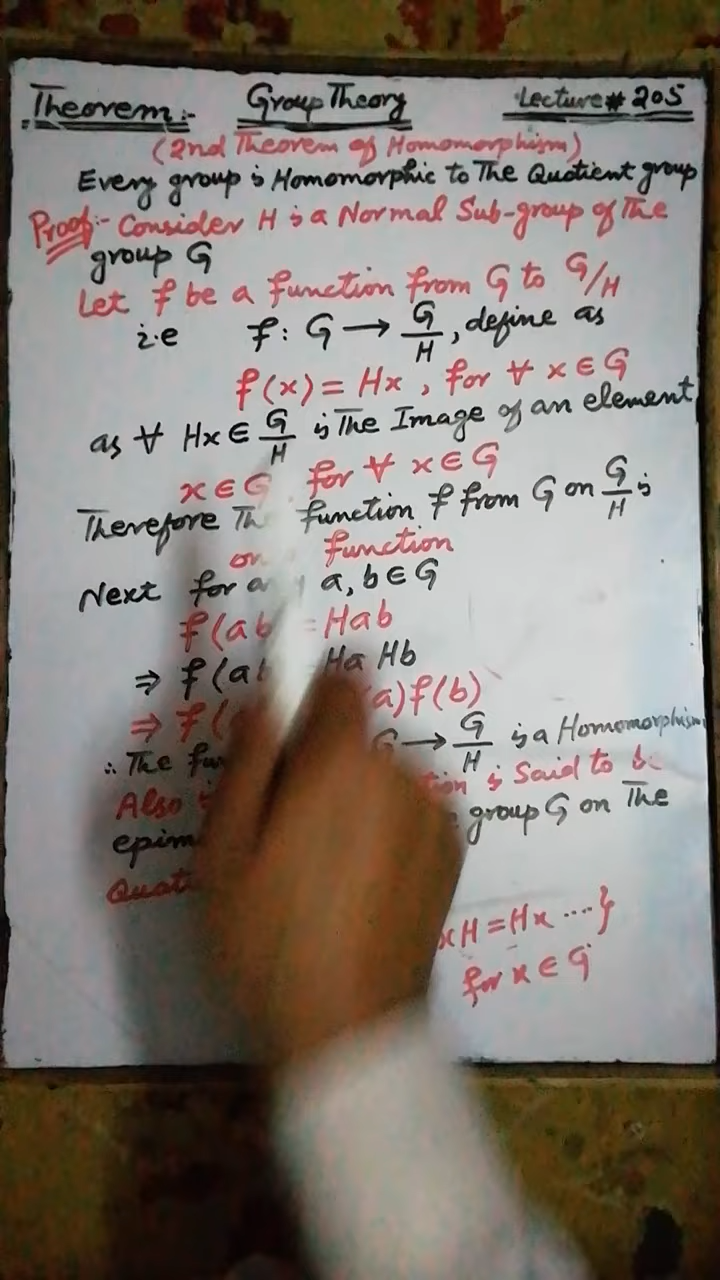 Theorem:- Group Theory Lecture# 205
(2nd Theorem of Homomorphism)
Every group is Homomorphic to The Quotient group
Proof:- Consider H is a Normal Sub-group of The
group G
Let f be a function from G to G/H
i.e f: G → G/H, define as
f(x) = Hx, for ∀ x ∈ G
as ∀ Hx ∈ G/H is The Image of an element
x ∈ G for ∀ x ∈ G
Therefore function f from G on G/H is
function
Next for a, b ∈ G
f(ab = Hab
⇒ f(a Ha Hb
⇒ f( (a)f(b)
∴ The G → G/H is a Homomorphism
Also is Said to be
group G on The
xH = Hx ....}
for x ∈ G